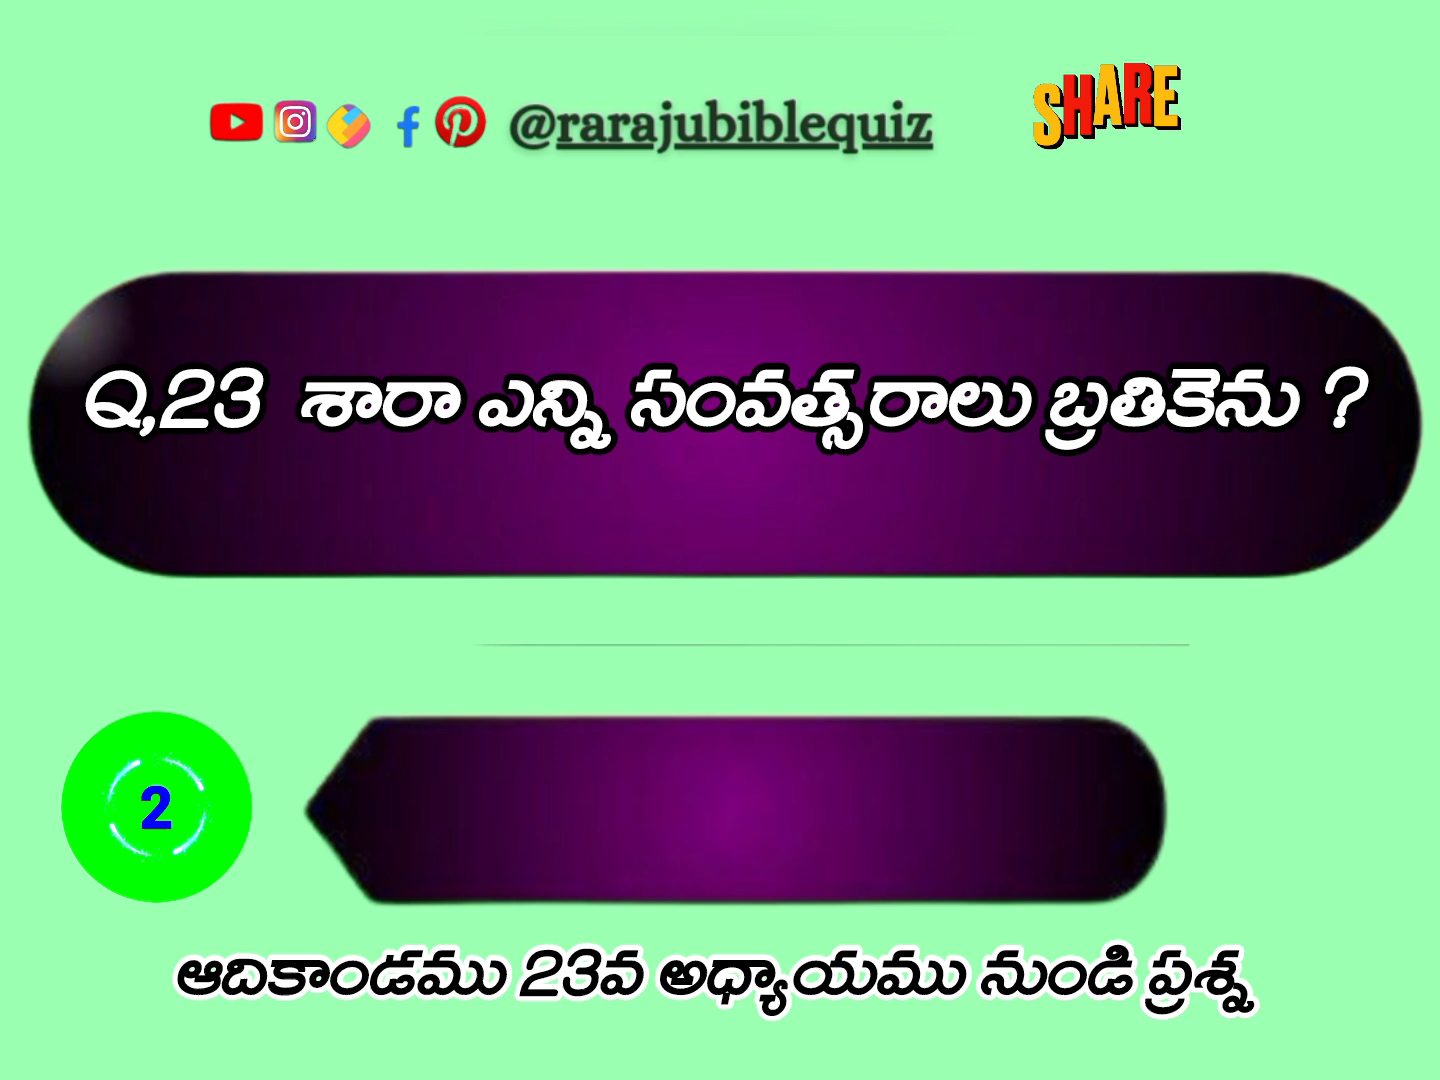 @rarajubiblequiz
SHARE
Q,23 శారా ఎన్ని సంవత్సరాలు బ్రతికెను ?
2
ఆదికాండము 23వ అధ్యాయము నుండి ప్రశ్న